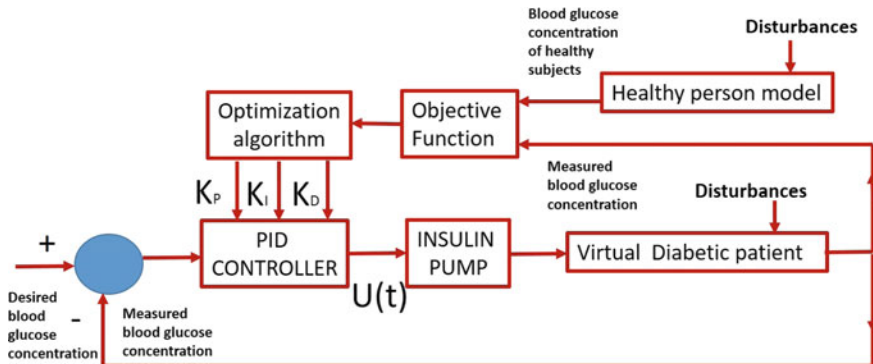 Blood glucose
concentration
of healthy
subjects
Disturbances
Healthy person model
Optimization
algorithm
Objective
Function
Measured
blood glucose
concentration
Disturbances
KP KI KD
+
PID
CONTROLLER
INSULIN
PUMP
Virtual Diabetic patient
U(t)
Desired
blood
glucose
concentration
-
Measured
blood glucose
concentration